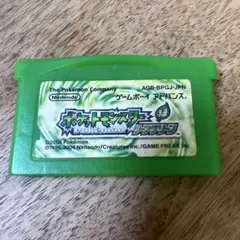 The Pokémon Company
AGB-BPGJ-JPN
Nintendo
ゲームボーイ アドバンス
ポケットモンスター
リーフグリーン
©2004 Pokémon
©1995, 2004 Nintendo/Creatures inc./GAME FREAK inc.